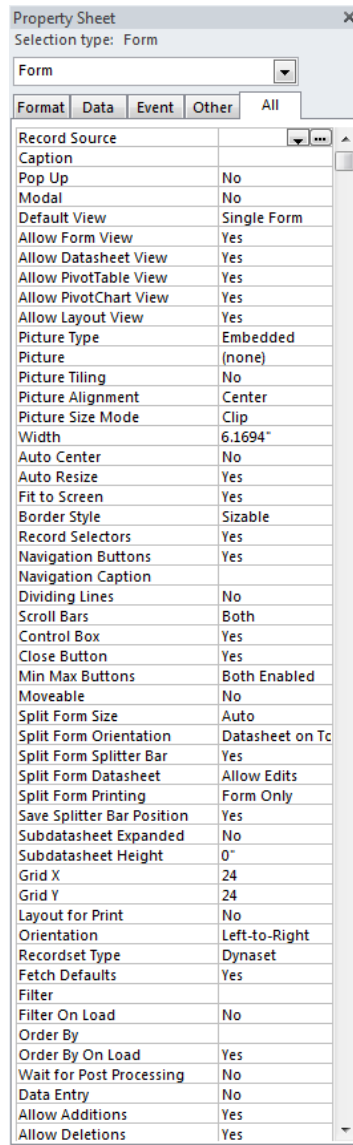 Property Sheet
Selection type: Form
Form
Format Data Event Other All
Record Source
Caption
Pop Up No
Modal No
Default View Single Form
Allow Form View Yes
Allow Datasheet View Yes
Allow PivotTable View Yes
Allow PivotChart View Yes
Allow Layout View Yes
Picture Type Embedded
Picture (none)
Picture Tiling No
Picture Alignment Center
Picture Size Mode Clip
Width 6.1694"
Auto Center No
Auto Resize Yes
Fit to Screen Yes
Border Style Sizable
Record Selectors Yes
Navigation Buttons Yes
Navigation Caption
Dividing Lines No
Scroll Bars Both
Control Box Yes
Close Button Yes
Min Max Buttons Both Enabled
Moveable No
Split Form Size Auto
Split Form Orientation Datasheet on Tc
Split Form Splitter Bar Yes
Split Form Datasheet Allow Edits
Split Form Printing Form Only
Save Splitter Bar Position Yes
Subdatasheet Expanded No
Subdatasheet Height 0"
Grid X 24
Grid Y 24
Layout for Print No
Orientation Left-to-Right
Recordset Type Dynaset
Fetch Defaults Yes
Filter
Filter On Load No
Order By
Order By On Load Yes
Wait for Post Processing No
Data Entry No
Allow Additions Yes
Allow Deletions Yes